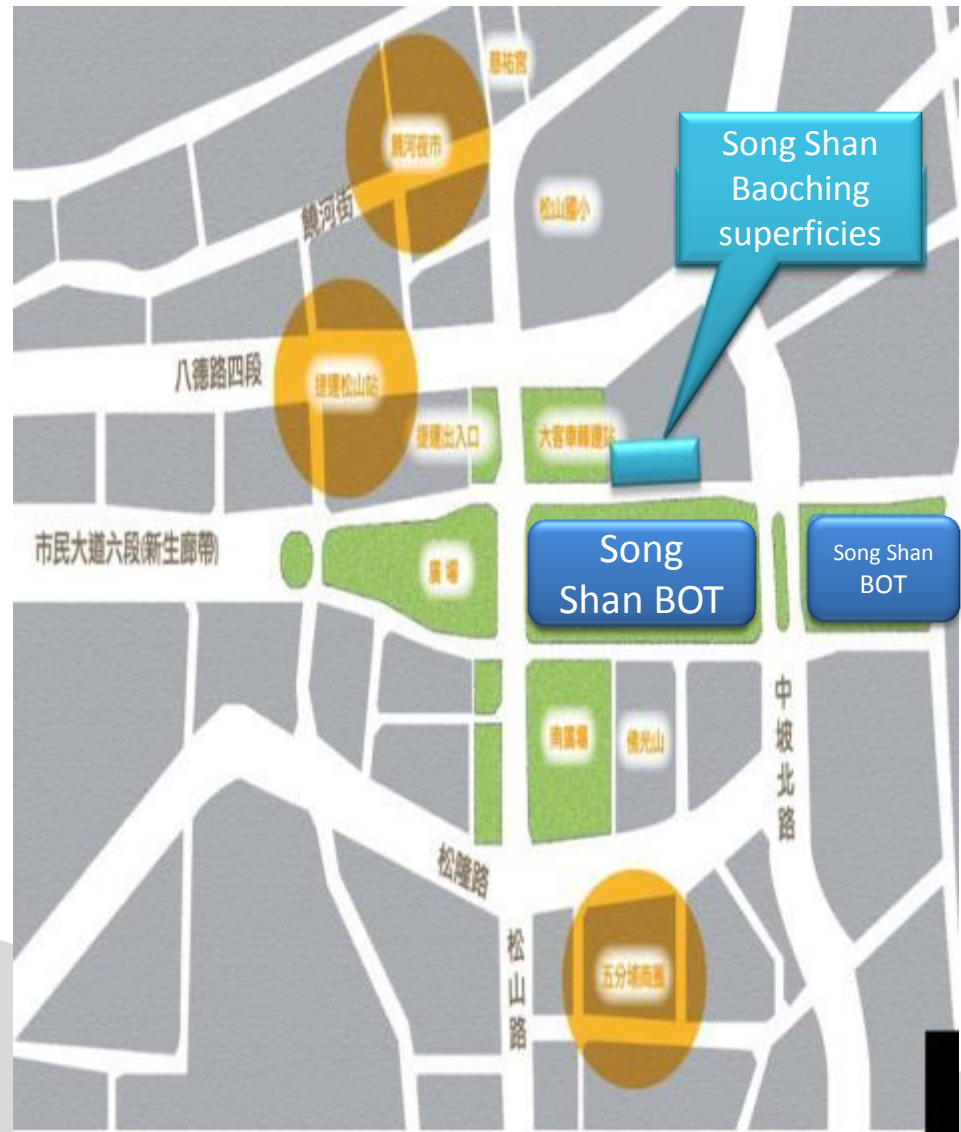 慈祐宮
饒河夜市
饒河街
松山國小
Song Shan
Baoching
superficies
八德路四段
捷運松山站
捷運出入口
大客車轉運站
市民大道六段(新生廊帶)
廣場
Song
Shan BOT
Song Shan
BOT
南廣場
佛光山
中坡北路
松隆路
松山路
五分埔商圈